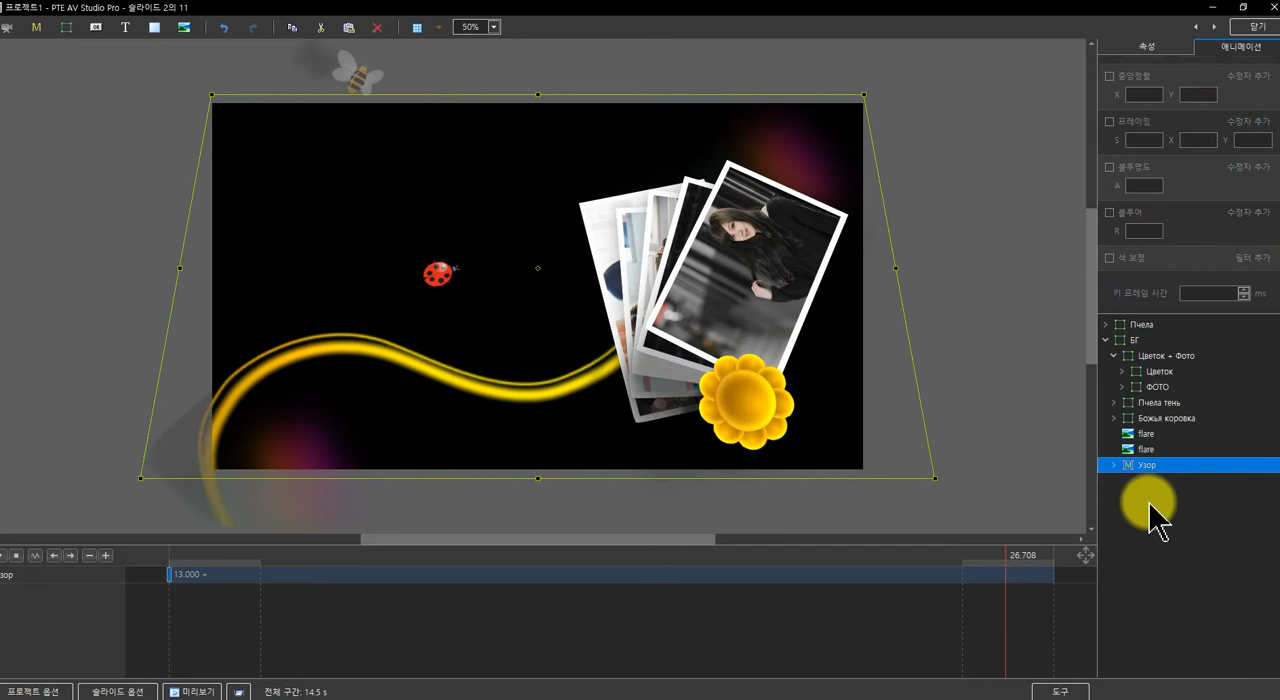 프로젝트1 - PTE AV Studio Pro - 슬라이드 2의 11
M OK T 50% 닫기
속성 애니메이션
중앙정렬 수정자 추가
X Y
프레이밍 수정자 추가
S X Y
불투명도 수정자 추가
A
블루어 수정자 추가
R
색 보정 필터 추가
키 프레임 시간 ms
Пчела
БГ
Цветок + Фото
Цветок
ФОТО
Пчела тень
Божья коровка
flare
flare
M Узор
26.708
зор 13.000
프로젝트 옵션 슬라이드 옵션 미리보기 전체 구간: 14.5 s 도구